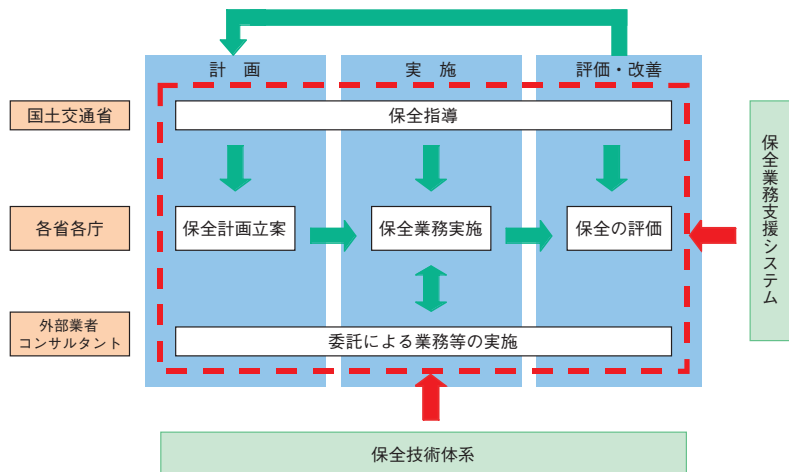 計　画
実　施
評価・改善
国土交通省
保全指導
各省各庁
保全計画立案
保全業務実施
保全の評価
外部業者
コンサルタント
委託による業務等の実施
保全業務支援システム
保全技術体系